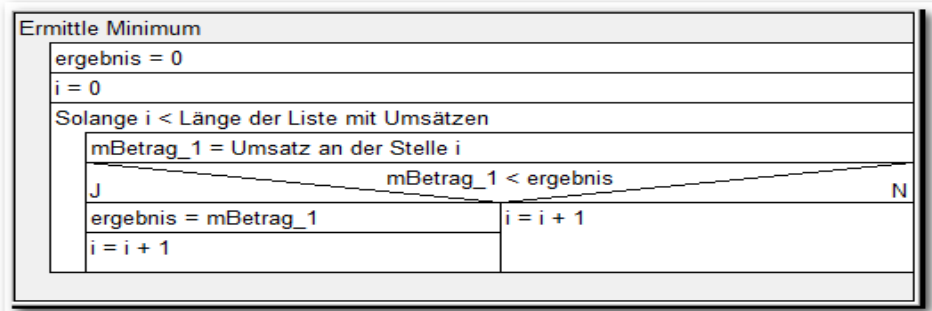 Ermittle Minimum
ergebnis = 0
i = 0
Solange i < Länge der Liste mit Umsätzen
mBetrag_1 = Umsatz an der Stelle i
mBetrag_1 < ergebnis
J N
ergebnis = mBetrag_1 i = i + 1
i = i + 1